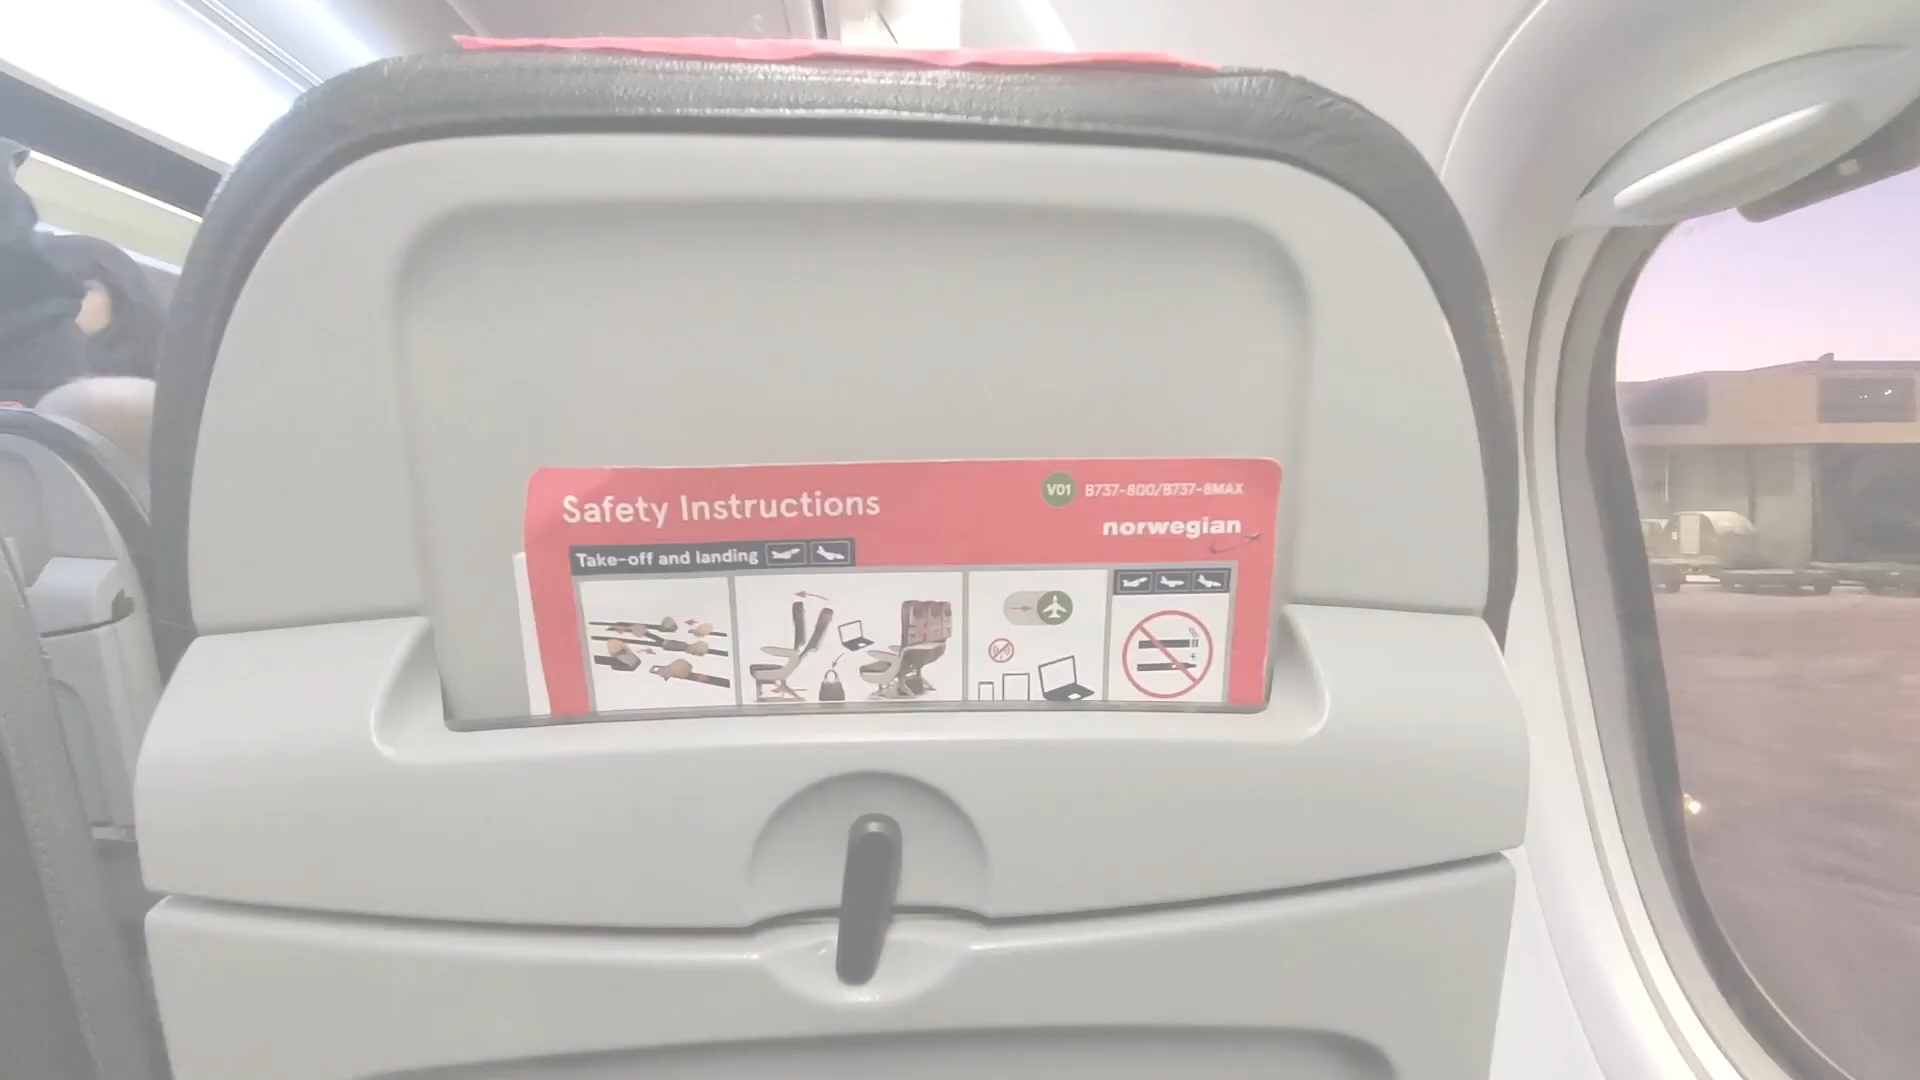 Safety Instructions
V01 B737-800/B737-8MAX
norwegian
Take-off and landing